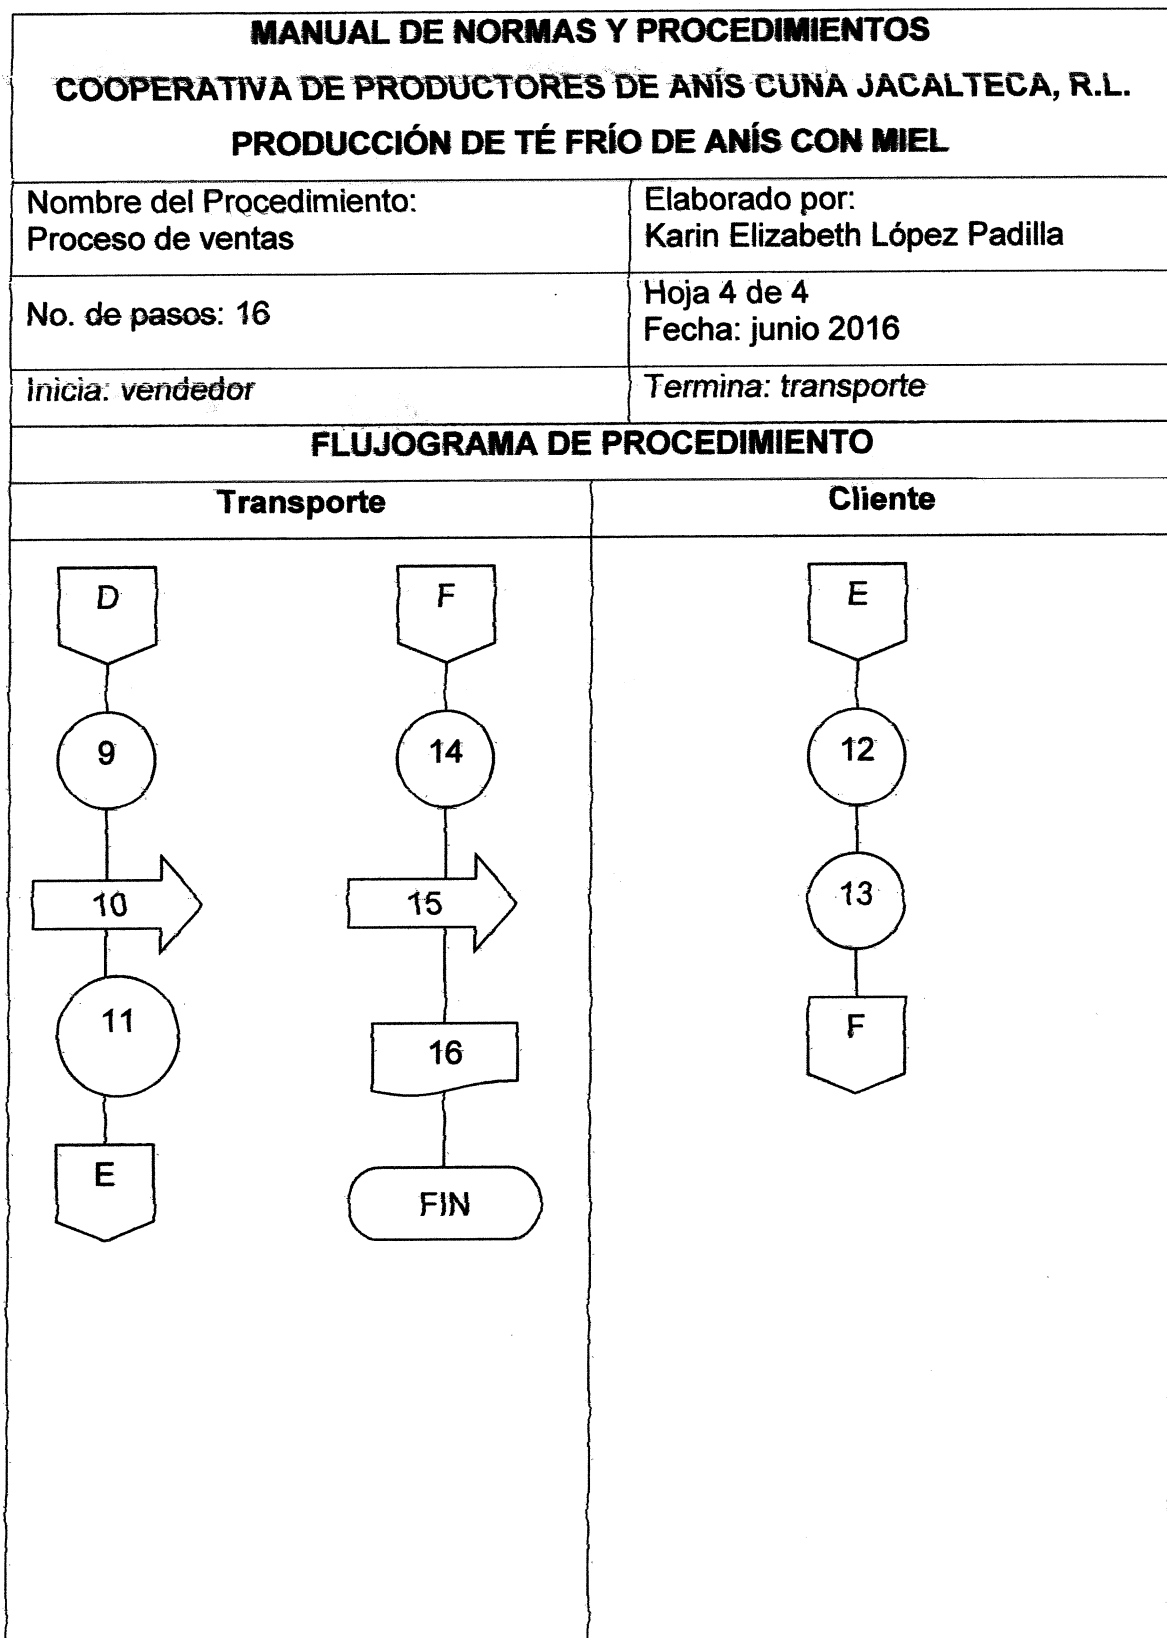 MANUAL DE NORMAS Y PROCEDIMIENTOS
COOPERATIVA DE PRODUCTORES DE ANÍS CUNA JACALTECA, R.L.
PRODUCCIÓN DE TÉ FRÍO DE ANÍS CON MIEL
Nombre del Procedimiento:
Proceso de ventas
Elaborado por:
Karin Elizabeth López Padilla
No. de pasos: 16
Hoja 4 de 4
Fecha: junio 2016
Inicia: vendedor
Termina: transporte
FLUJOGRAMA DE PROCEDIMIENTO
Transporte
Cliente
D
9
10
11
E
F
14
15
16
FIN
E
12
13
F